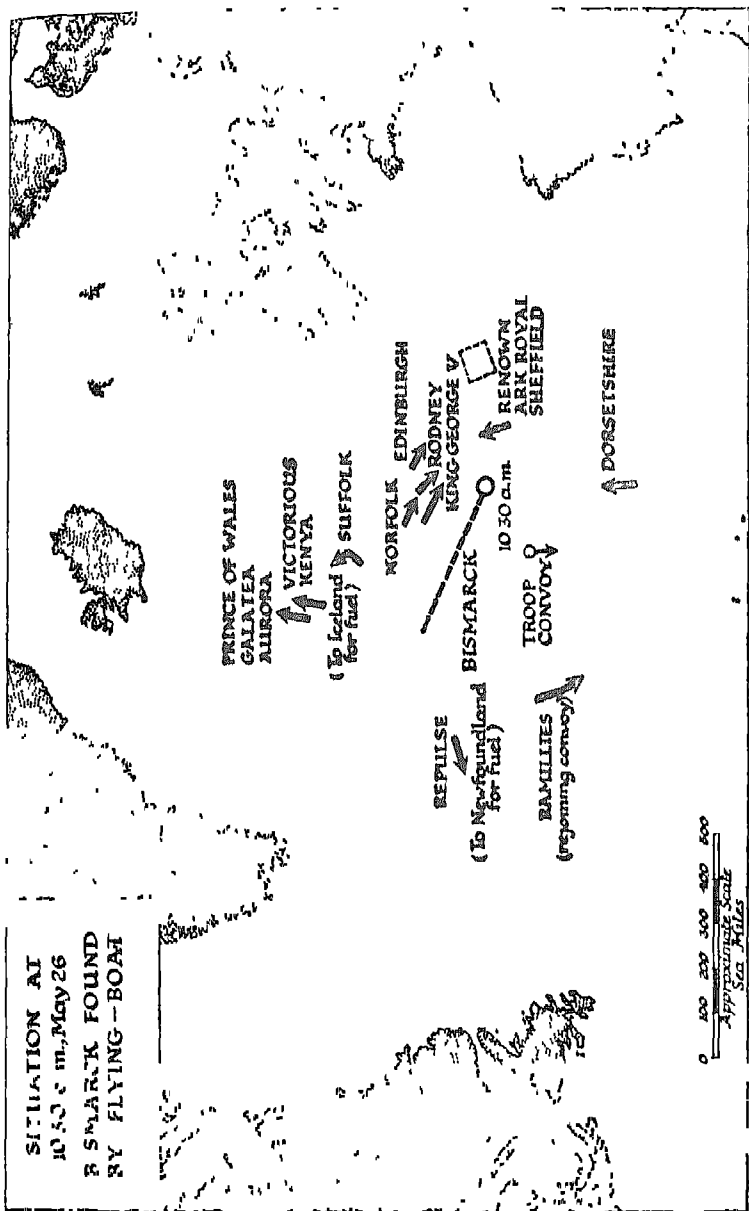 SITUATION AT
10 30 a m., May 26
BISMARCK FOUND
BY FLYING-BOAT
PRINCE OF WALES
GALATEA
AURORA
VICTORIOUS
KENYA
(To Iceland
for fuel)
SUFFOLK
NORFOLK
EDINBURGH
RODNEY
KING GEORGE V
RENOWN
ARK ROYAL
SHEFFIELD
BISMARCK
10 30 a.m.
REPULSE
(To Newfoundland
for fuel)
TROOP
CONVOY
RAMILLIES
(rejoining convoy)
DORSETSHIRE
0 100 200 300 400 500
Approximate Scale
Sea Miles